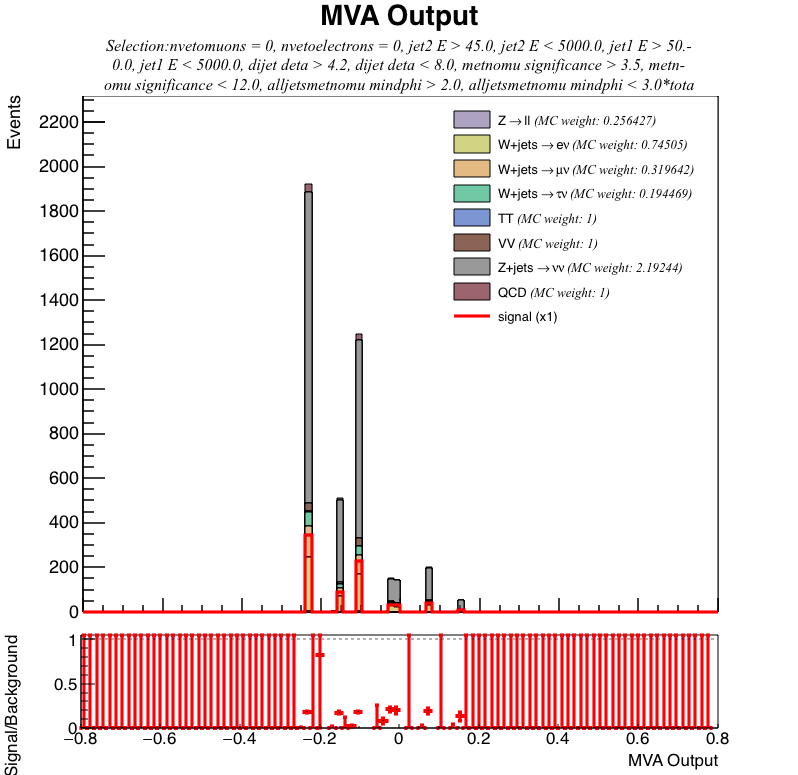 MVA Output
Selection:nvetomuons = 0, nvetoelectrons = 0, jet2 E > 45.0, jet2 E < 5000.0, jet1 E > 50.-
0.0, jet1 E < 5000.0, dijet deta > 4.2, dijet deta < 8.0, metnomu significance > 3.5, metn-
omu significance < 12.0, alljetsmetnomu mindphi > 2.0, alljetsmetnomu mindphi < 3.0*tota
Events
2200
2000
1800
1600
1400
1200
1000
800
600
400
200
0
Z→ll (MC weight: 0.256427)
W+jets→eν (MC weight: 0.74505)
W+jets→μν (MC weight: 0.319642)
W+jets→τν (MC weight: 0.194469)
TT (MC weight: 1)
VV (MC weight: 1)
Z+jets→νν (MC weight: 2.19244)
QCD (MC weight: 1)
signal (x1)
Signal/Background
1
0.5
0
−0.8 −0.6 −0.4 −0.2 0 0.2 0.4 0.6 0.8
MVA Output